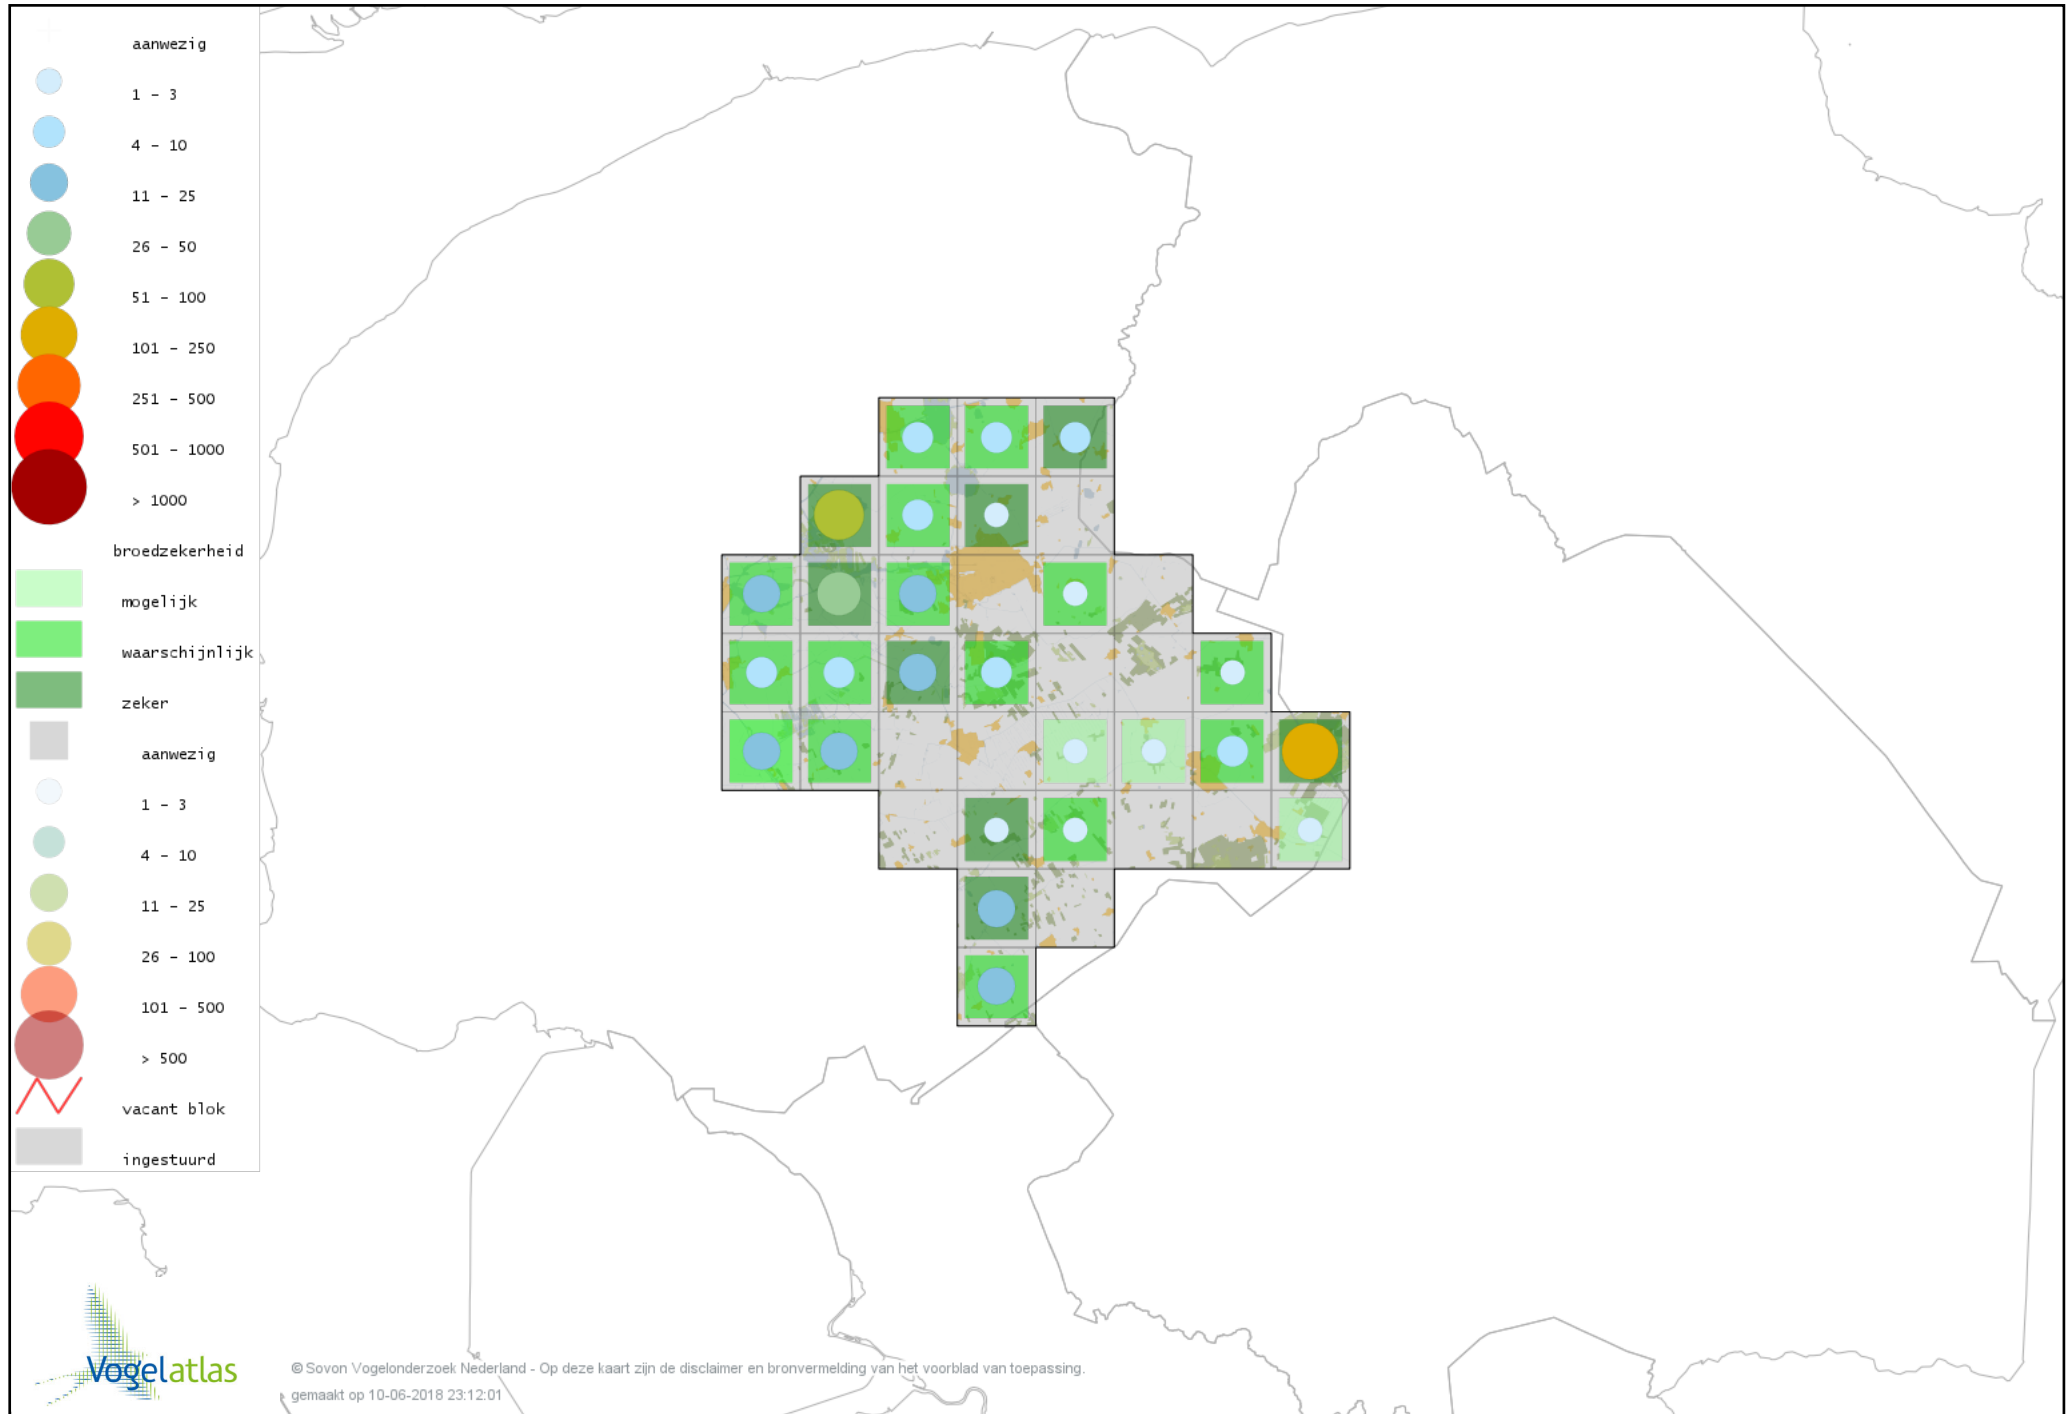 aanwezig
1 - 3
4 - 10
11 - 25
26 - 50
51 - 100
101 - 250
251 - 500
501 - 1000
> 1000
broedzekerheid
mogelijk
waarschijnlijk
zeker
aanwezig
1 - 3
4 - 10
11 - 25
26 - 100
101 - 500
> 500
vacant blok
ingestuurd
Vogelatlas
© Sovon Vogelonderzoek Nederland - Op deze kaart zijn de disclaimer en bronvermelding van het voorblad van toepassing.
gemaakt op 10-06-2018 23:12:01